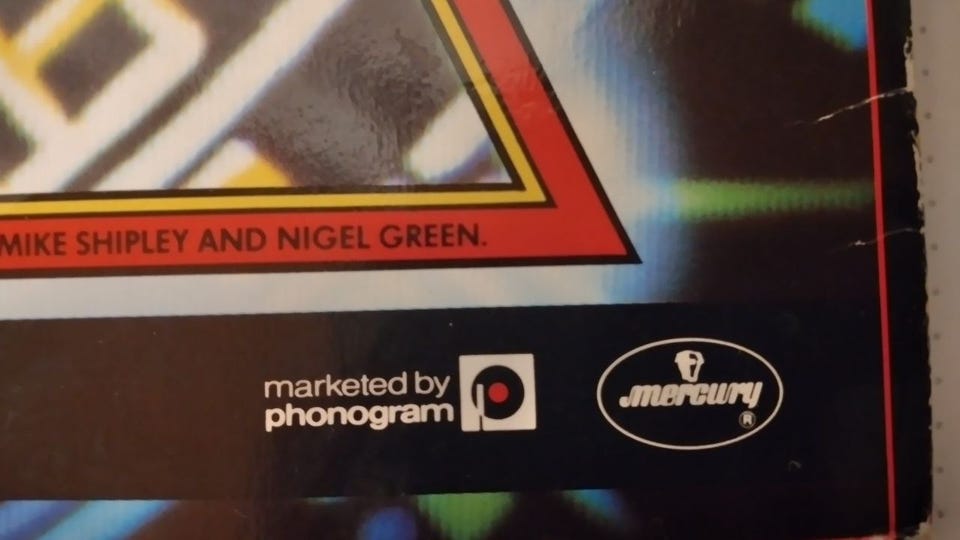 MIKE SHIPLEY AND NIGEL GREEN.
marketed by
phonogram
mercury
®